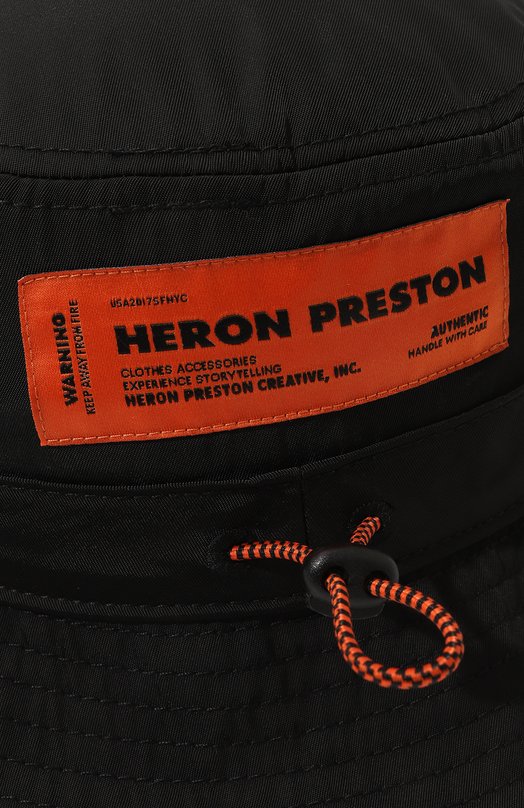 WARNING
KEEP AWAY FROM FIRE
USA2017SFNYC
HERON PRESTON
CLOTHES ACCESSORIES
EXPERIENCE STORYTELLING
HERON PRESTON CREATIVE, INC.
AUTHENTIC
HANDLE WITH CARE